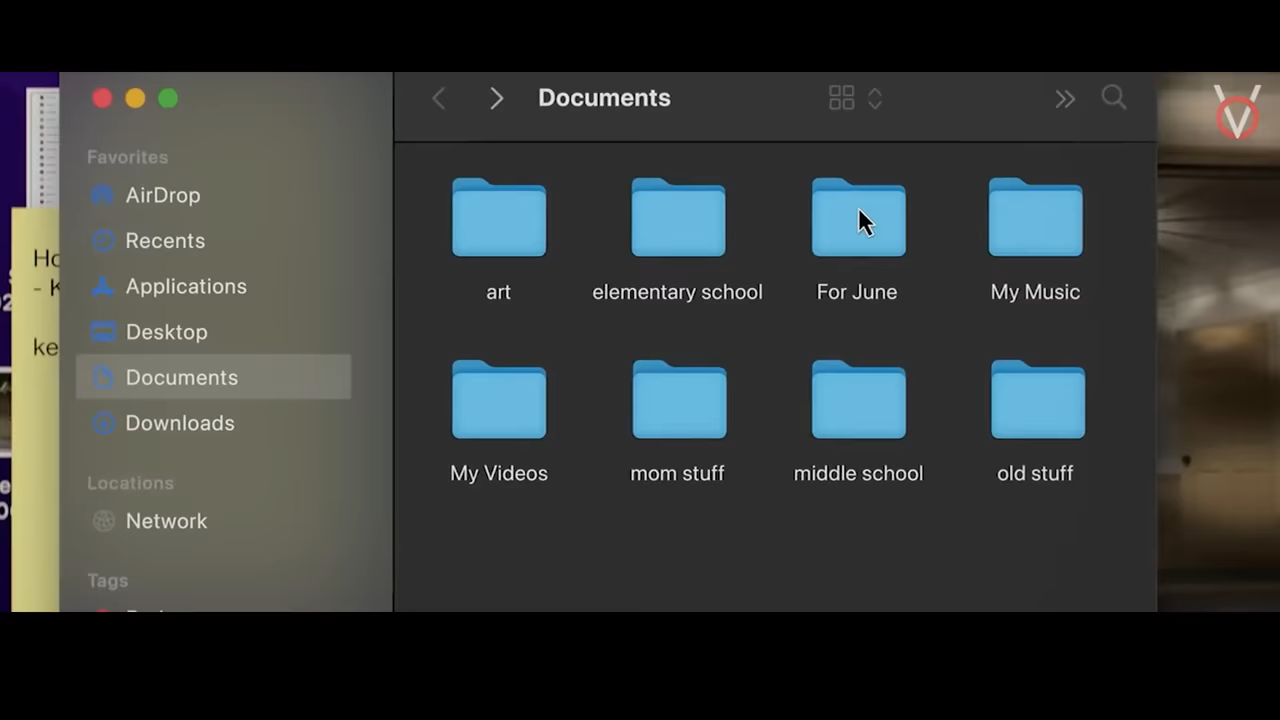 Documents
Favorites
AirDrop
Recents
Applications
Desktop
Documents
Downloads
Locations
Network
Tags
art
elementary school
For June
My Music
My Videos
mom stuff
middle school
old stuff